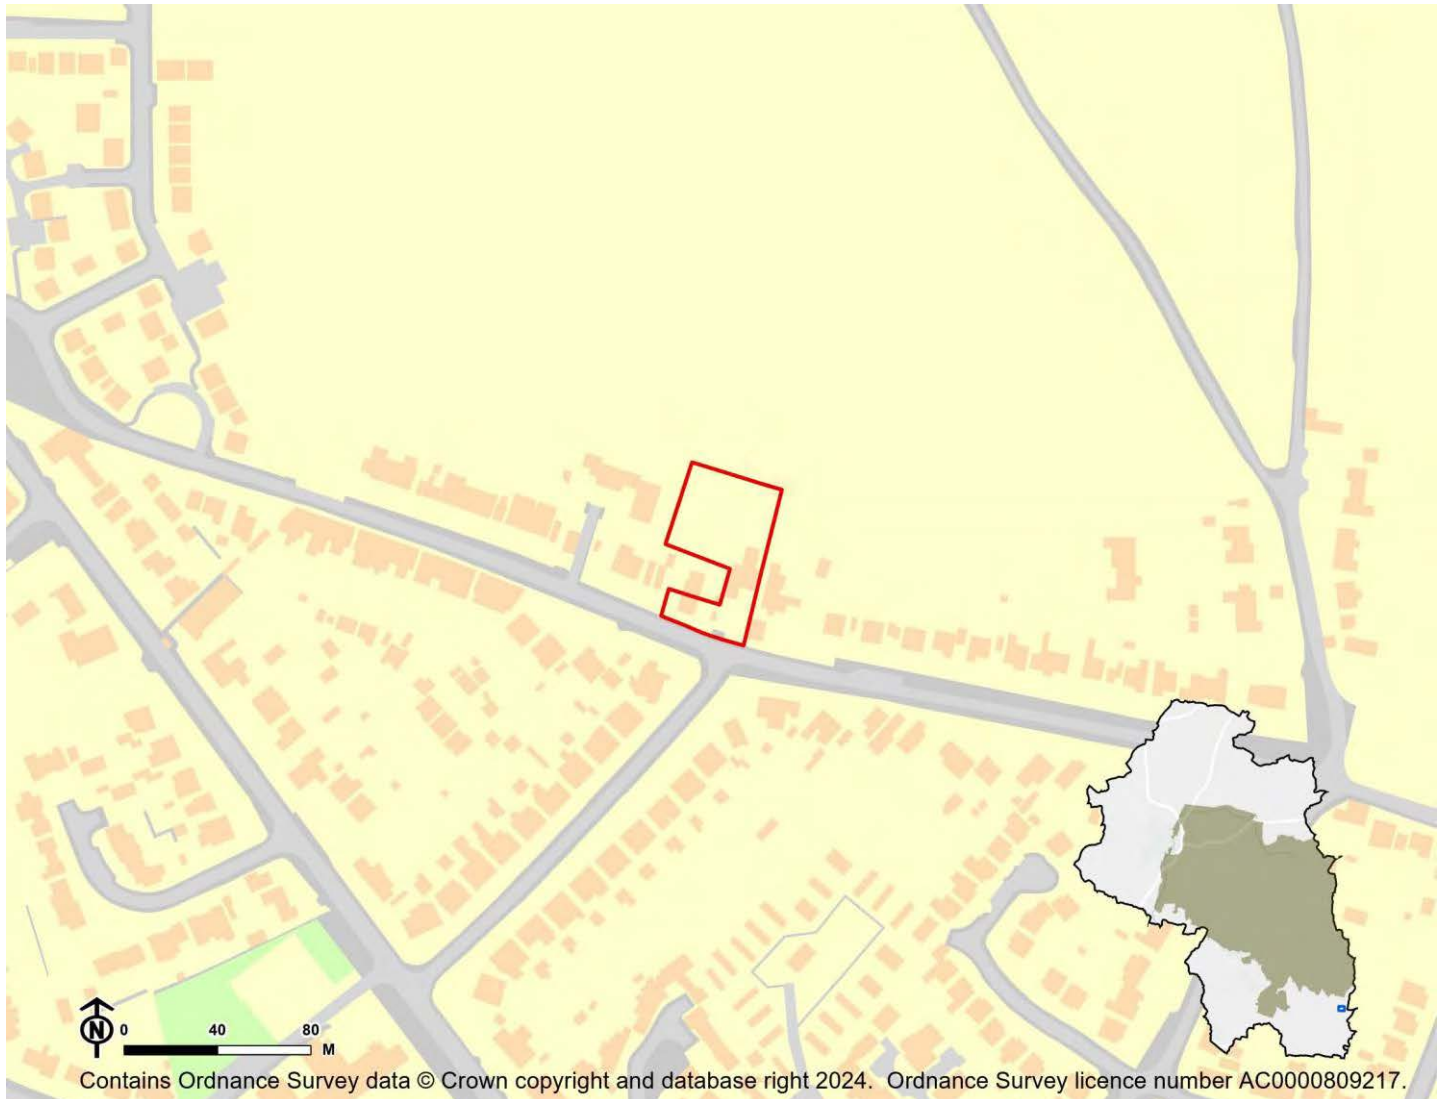 N 0 40 80
M
Contains Ordnance Survey data © Crown copyright and database right 2024. Ordnance Survey licence number AC0000809217.